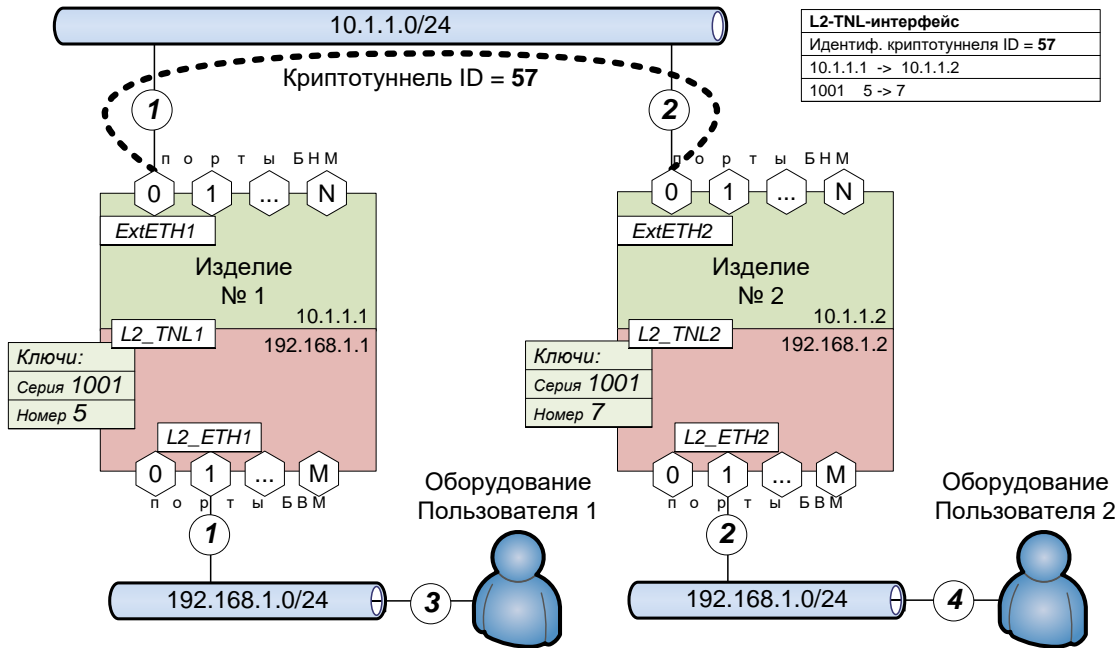 10.1.1.0/24
L2-TNL-интерфейс
Идентиф. криптотуннеля ID = 57
10.1.1.1 -> 10.1.1.2
1001 5 -> 7
Криптотуннель ID = 57
1
2
порты БНМ
порты БНМ
0 1 ... N
0 1 ... N
ExtETH1
ExtETH2
Изделие
№ 1
Изделие
№ 2
10.1.1.1
10.1.1.2
L2_TNL1
192.168.1.1
L2_TNL2
192.168.1.2
Ключи:
Серия 1001
Номер 5
Ключи:
Серия 1001
Номер 7
L2_ETH1
L2_ETH2
0 1 ... M
0 1 ... M
порты БВМ
порты БВМ
Оборудование
Пользователя 1
Оборудование
Пользователя 2
1
2
192.168.1.0/24
3
192.168.1.0/24
4